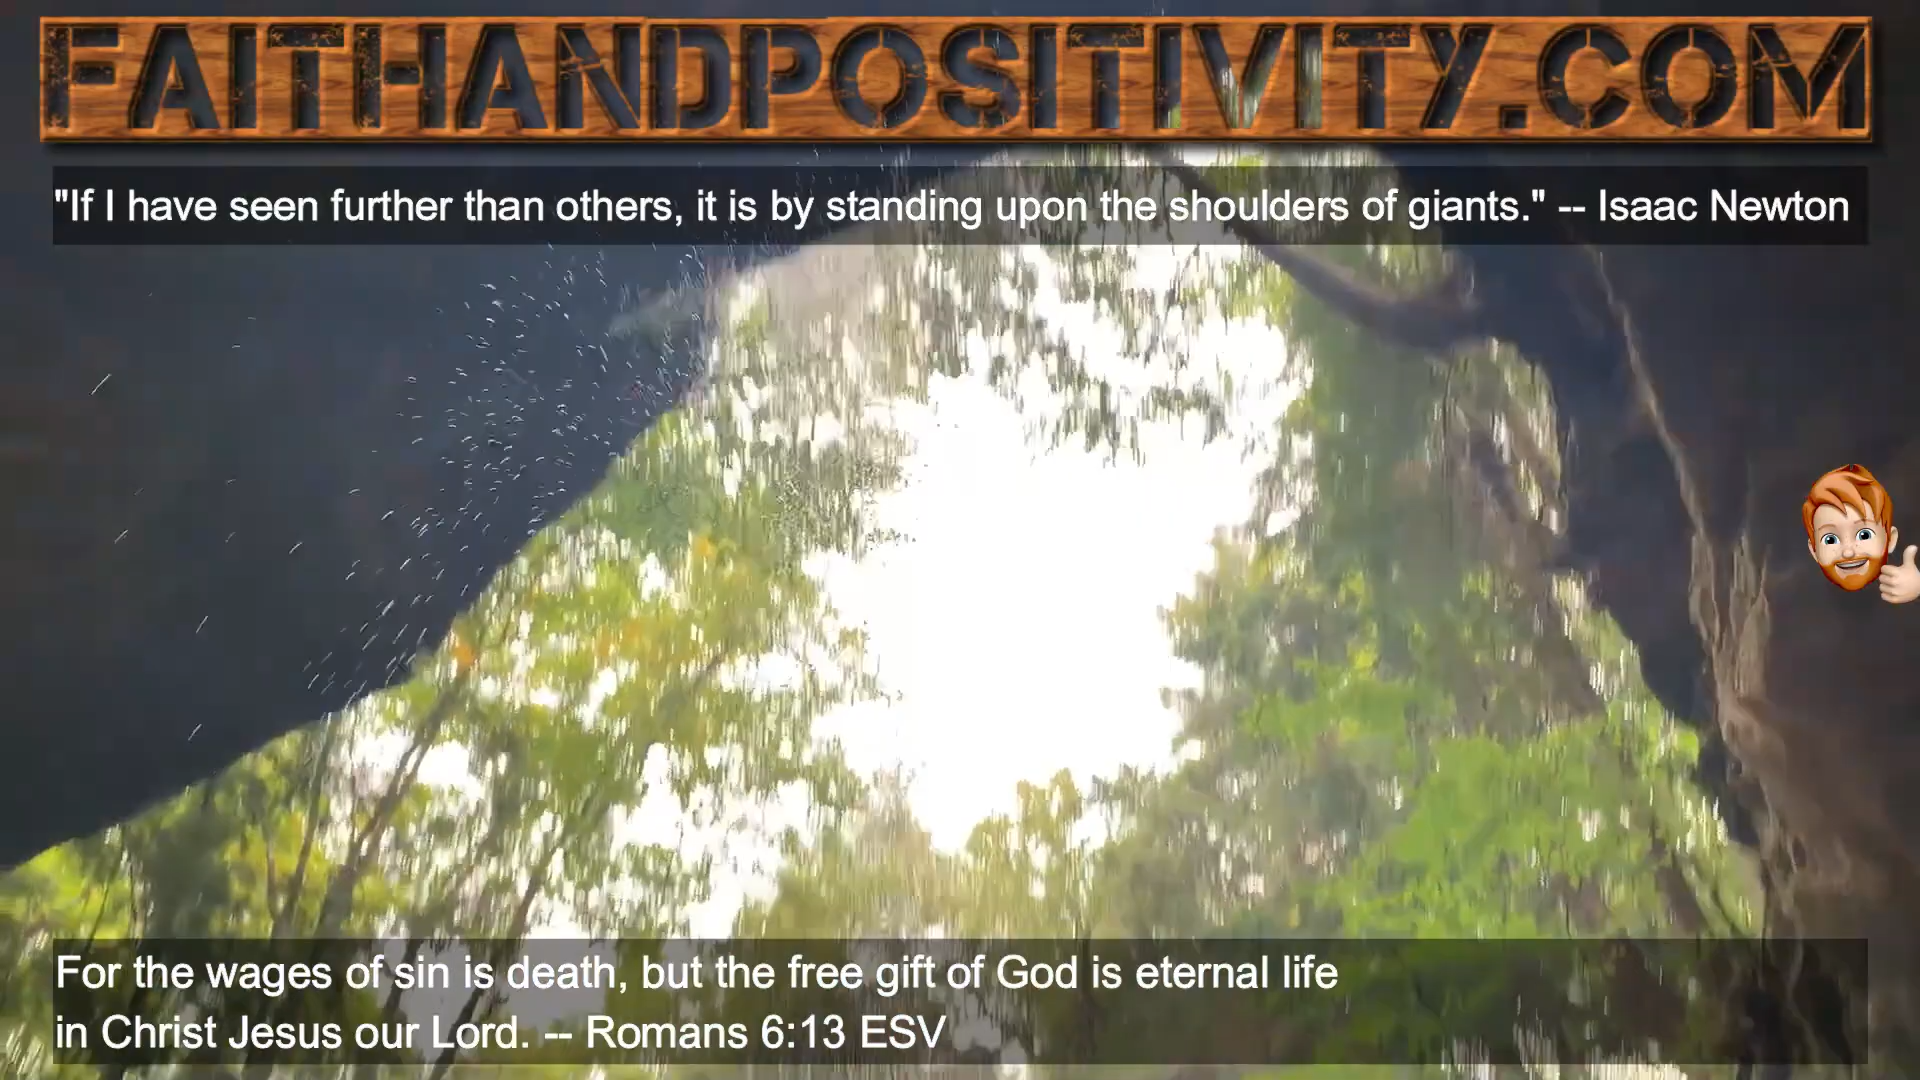 FAITHANDPOSITIVITY.COM
"If I have seen further than others, it is by standing upon the shoulders of giants." -- Isaac Newton
For the wages of sin is death, but the free gift of God is eternal life
in Christ Jesus our Lord. -- Romans 6:13 ESV